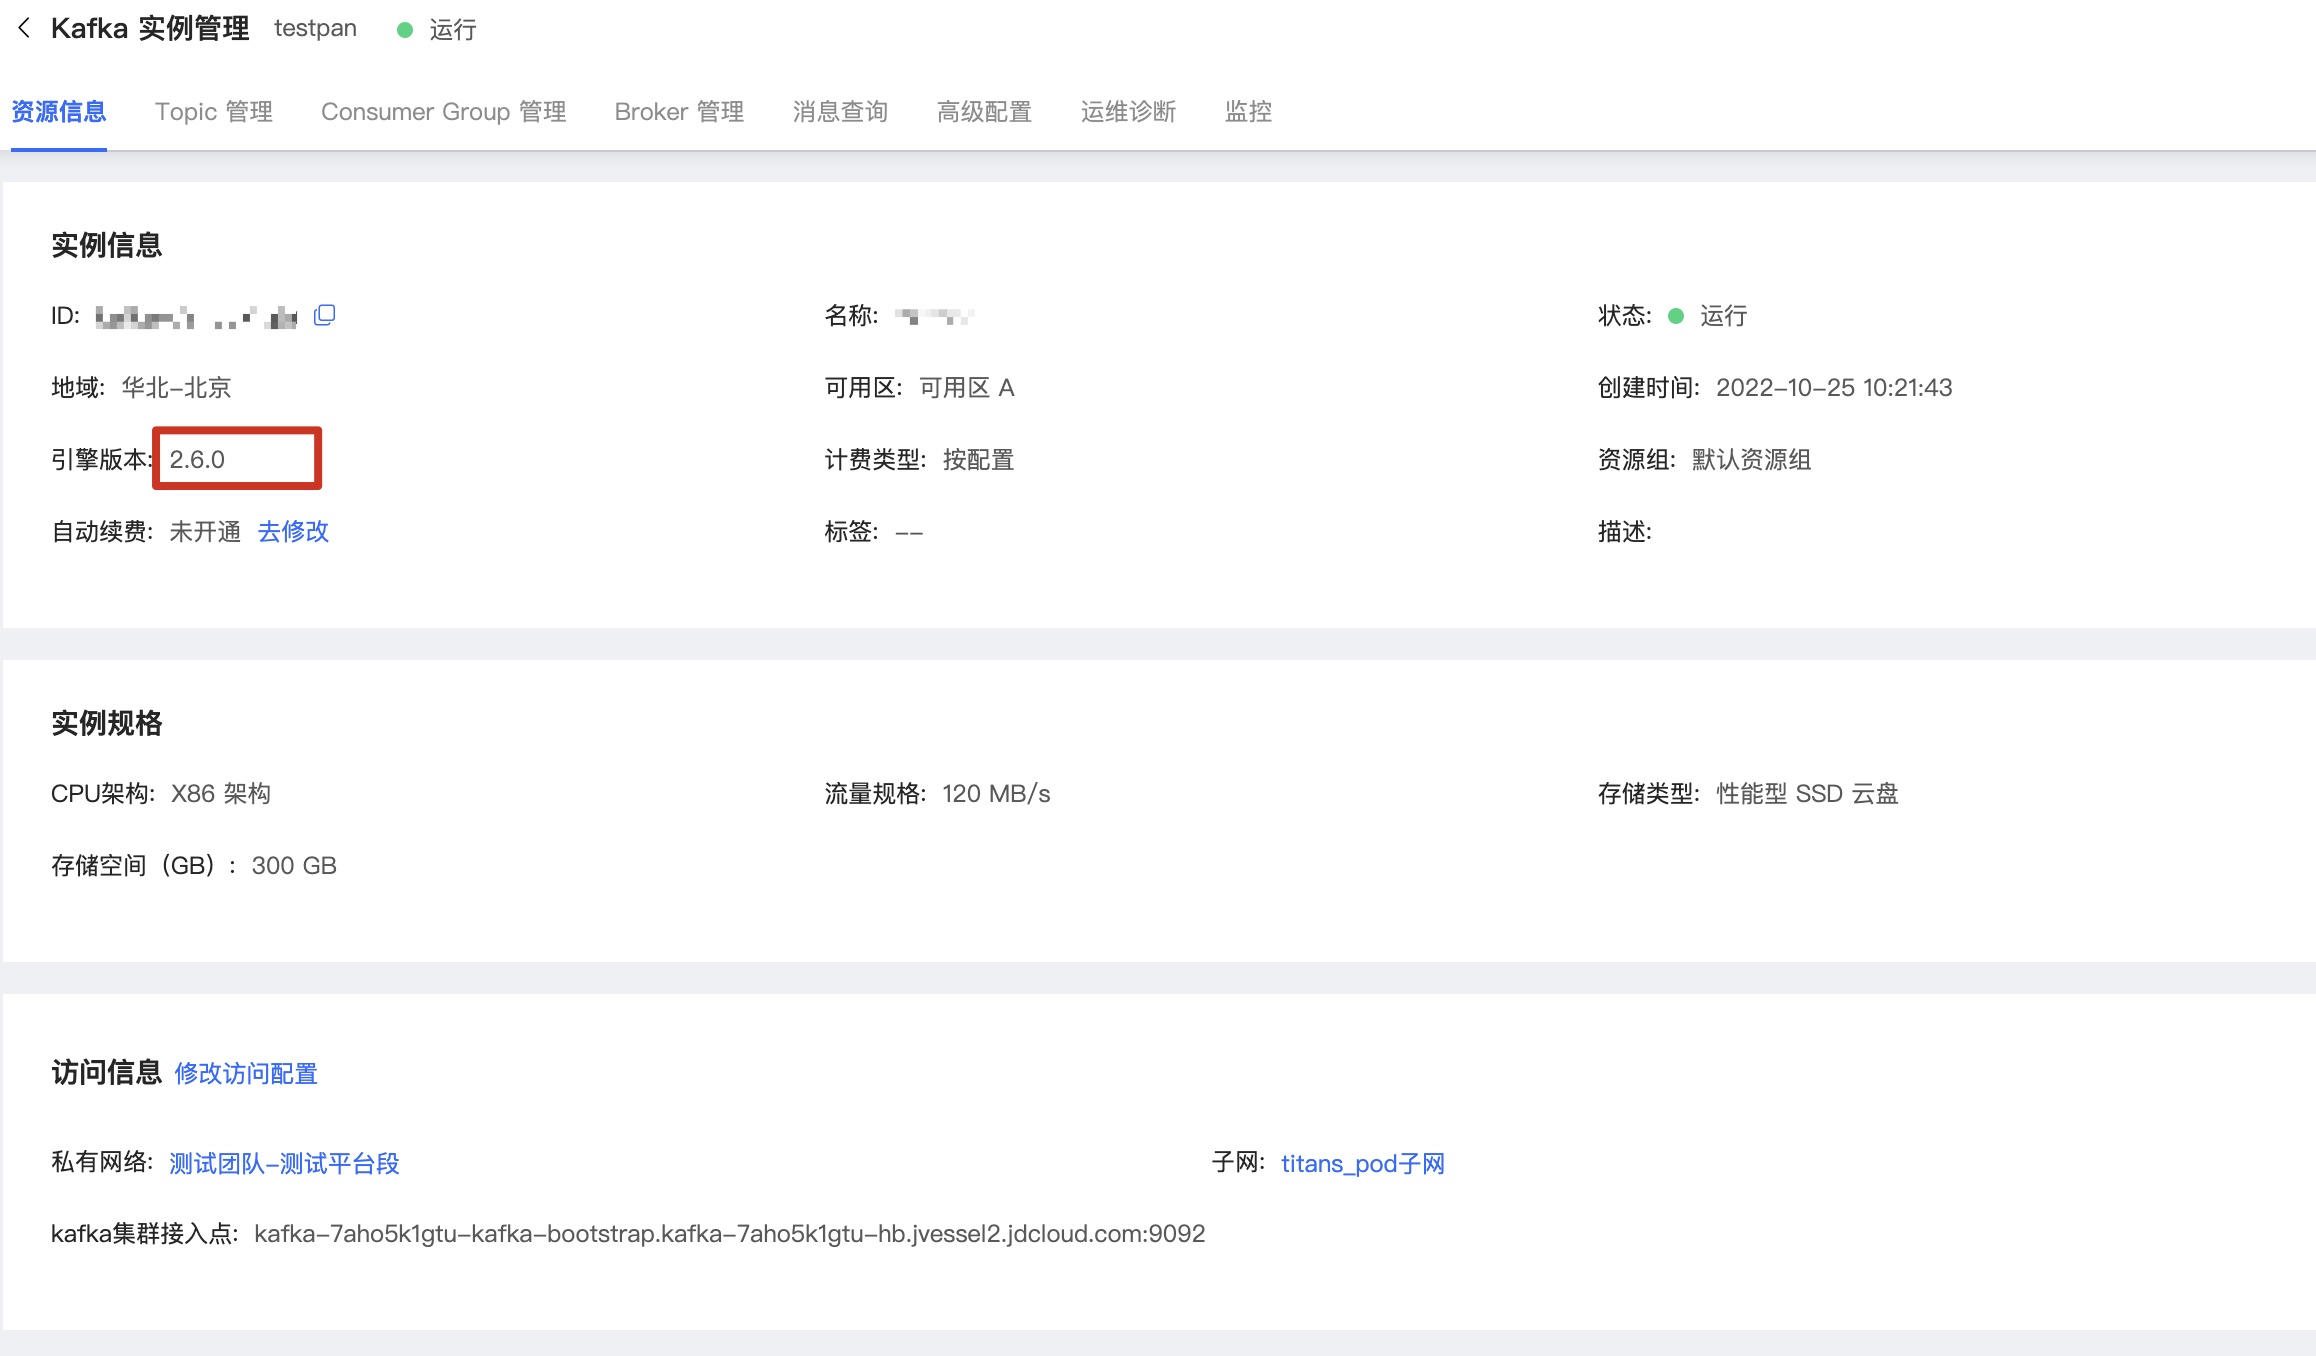 Kafka 实例管理 testpan 运行
资源信息 Topic 管理 Consumer Group 管理 Broker 管理 消息查询 高级配置 运维诊断 监控
实例信息
ID: 名称: 状态: 运行
地域: 华北-北京 可用区: 可用区 A 创建时间: 2022-10-25 10:21:43
引擎版本: 2.6.0 计费类型: 按配置 资源组: 默认资源组
自动续费: 未开通 去修改 标签: -- 描述:
实例规格
CPU架构: X86 架构 流量规格: 120 MB/s 存储类型: 性能型 SSD 云盘
存储空间（GB）: 300 GB
访问信息 修改访问配置
私有网络: 测试团队-测试平台段 子网: titans_pod子网
kafka集群接入点: kafka-7aho5k1gtu-kafka-bootstrap.kafka-7aho5k1gtu-hb.jvessel2.jdcloud.com:9092